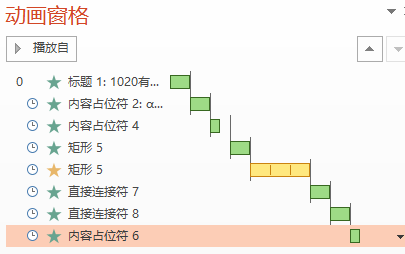 动画窗格
播放自
0 标题 1: 1020有...
内容占位符 2: α...
内容占位符 4
矩形 5
矩形 5
直接连接符 7
直接连接符 8
内容占位符 6